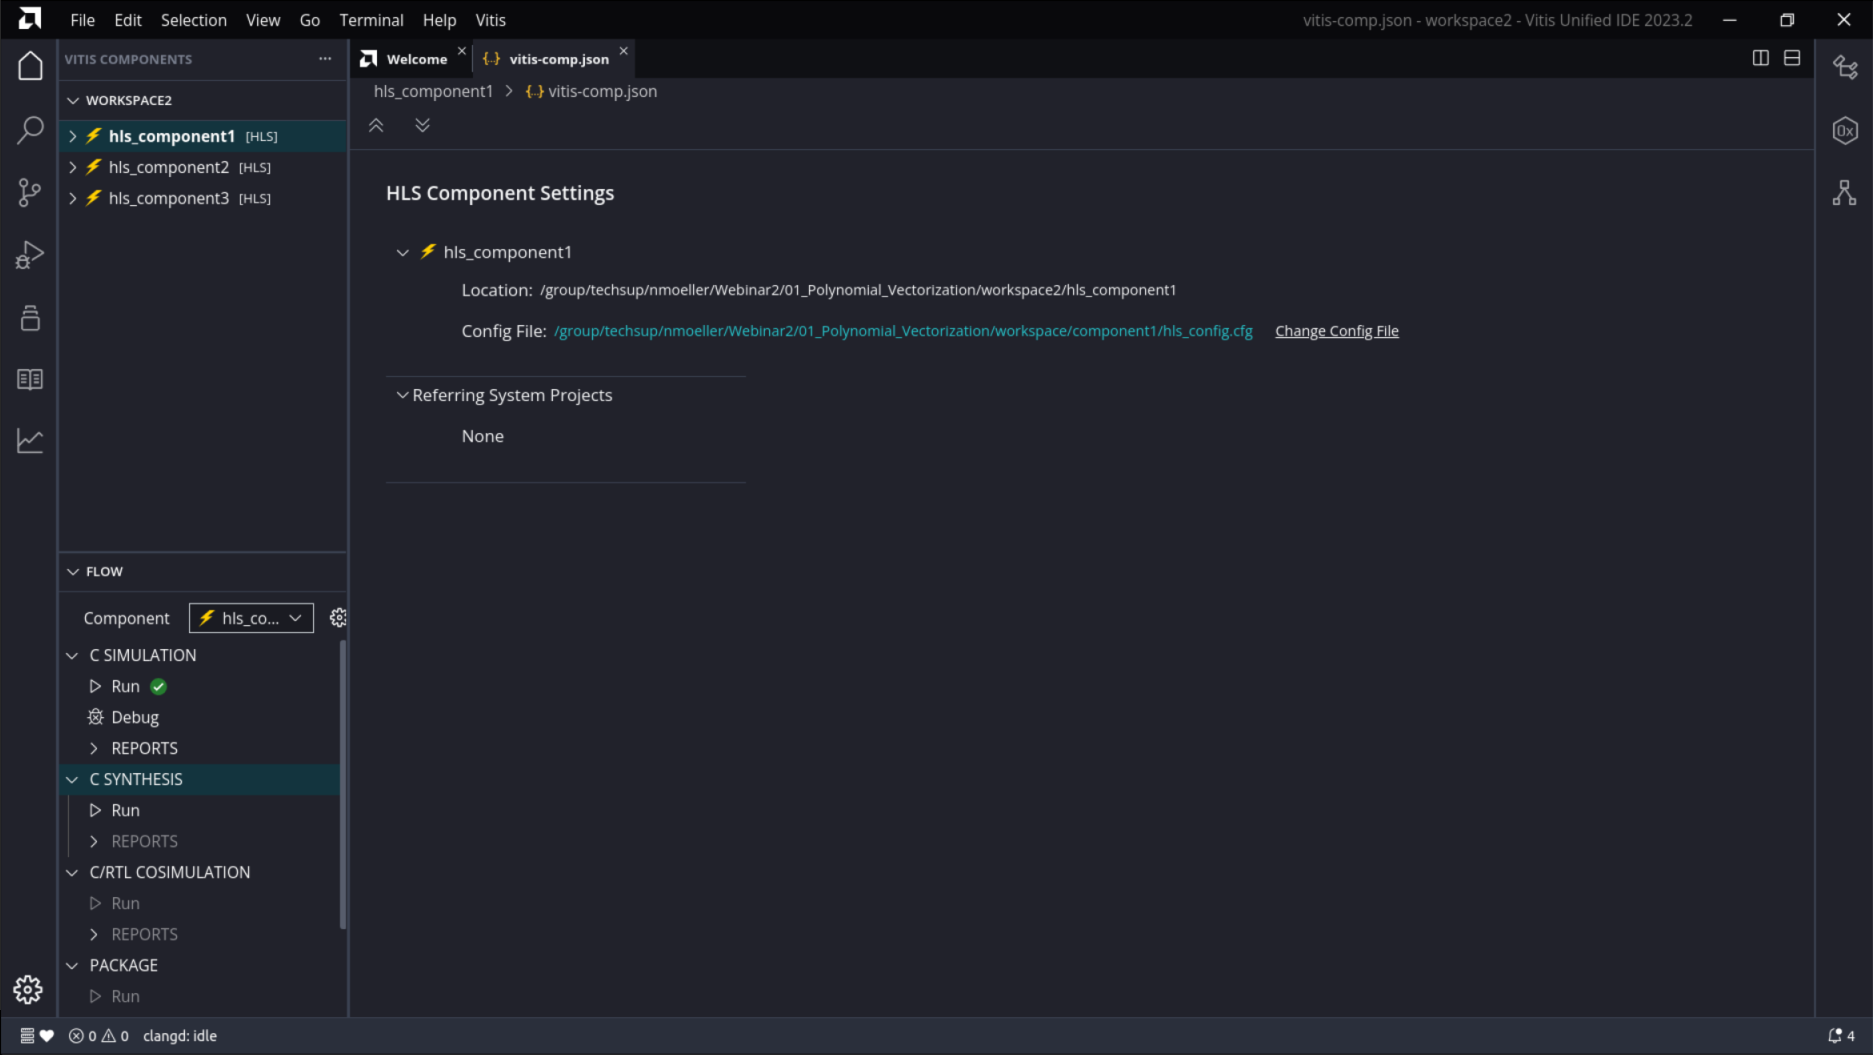 File Edit Selection View Go Terminal Help Vitis
vitis-comp.json - workspace2 - Vitis Unified IDE 2023.2
VITIS COMPONENTS
WORKSPACE2
hls_component1 [HLS]
hls_component2 [HLS]
hls_component3 [HLS]
FLOW
Component hls_co...
C SIMULATION
Run
Debug
REPORTS
C SYNTHESIS
Run
REPORTS
C/RTL COSIMULATION
Run
REPORTS
PACKAGE
Run
Welcome
{..} vitis-comp.json
hls_component1 > {..} vitis-comp.json
HLS Component Settings
hls_component1
Location: /group/techsup/nmoeller/Webinar2/01_Polynomial_Vectorization/workspace2/hls_component1
Config File: /group/techsup/nmoeller/Webinar2/01_Polynomial_Vectorization/workspace/component1/hls_config.cfg Change Config File
Referring System Projects
None
0x
0 0 clangd: idle
4